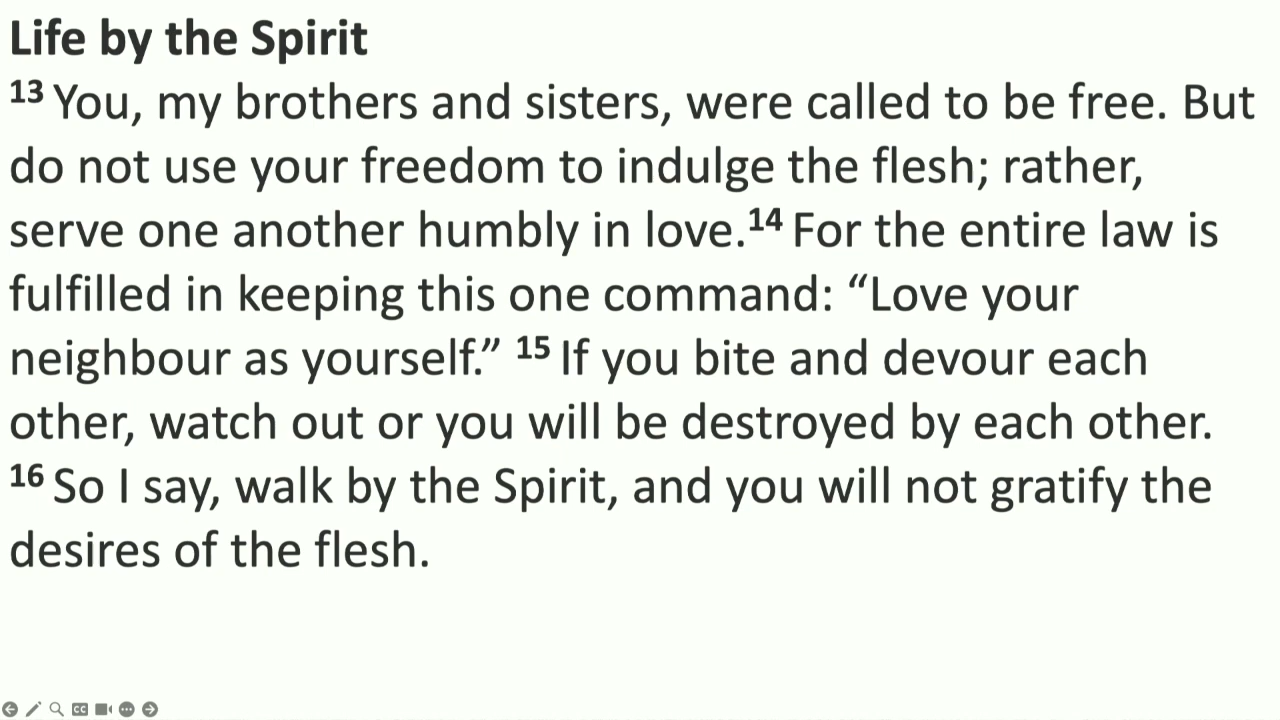 Life by the Spirit
13 You, my brothers and sisters, were called to be free. But
do not use your freedom to indulge the flesh; rather,
serve one another humbly in love.14 For the entire law is
fulfilled in keeping this one command: “Love your
neighbour as yourself.” 15 If you bite and devour each
other, watch out or you will be destroyed by each other.
16 So I say, walk by the Spirit, and you will not gratify the
desires of the flesh.
CC